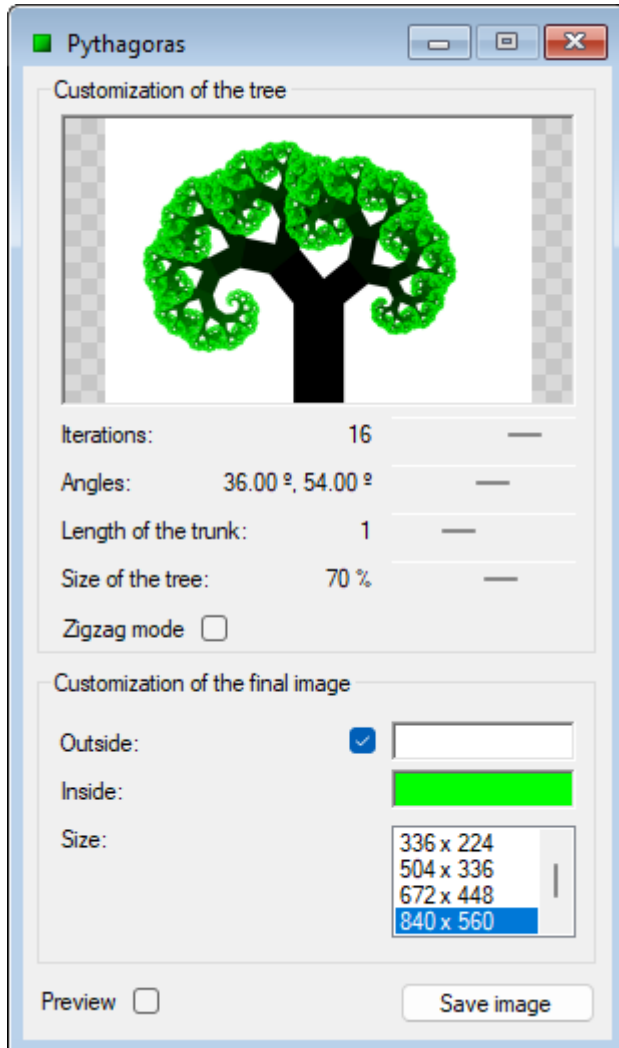 Pythagoras
Customization of the tree
Iterations: 16
Angles: 36.00 º, 54.00 º
Length of the trunk: 1
Size of the tree: 70 %
Zigzag mode
Customization of the final image
Outside:
Inside:
Size:
336 x 224
504 x 336
672 x 448
840 x 560
Preview
Save image